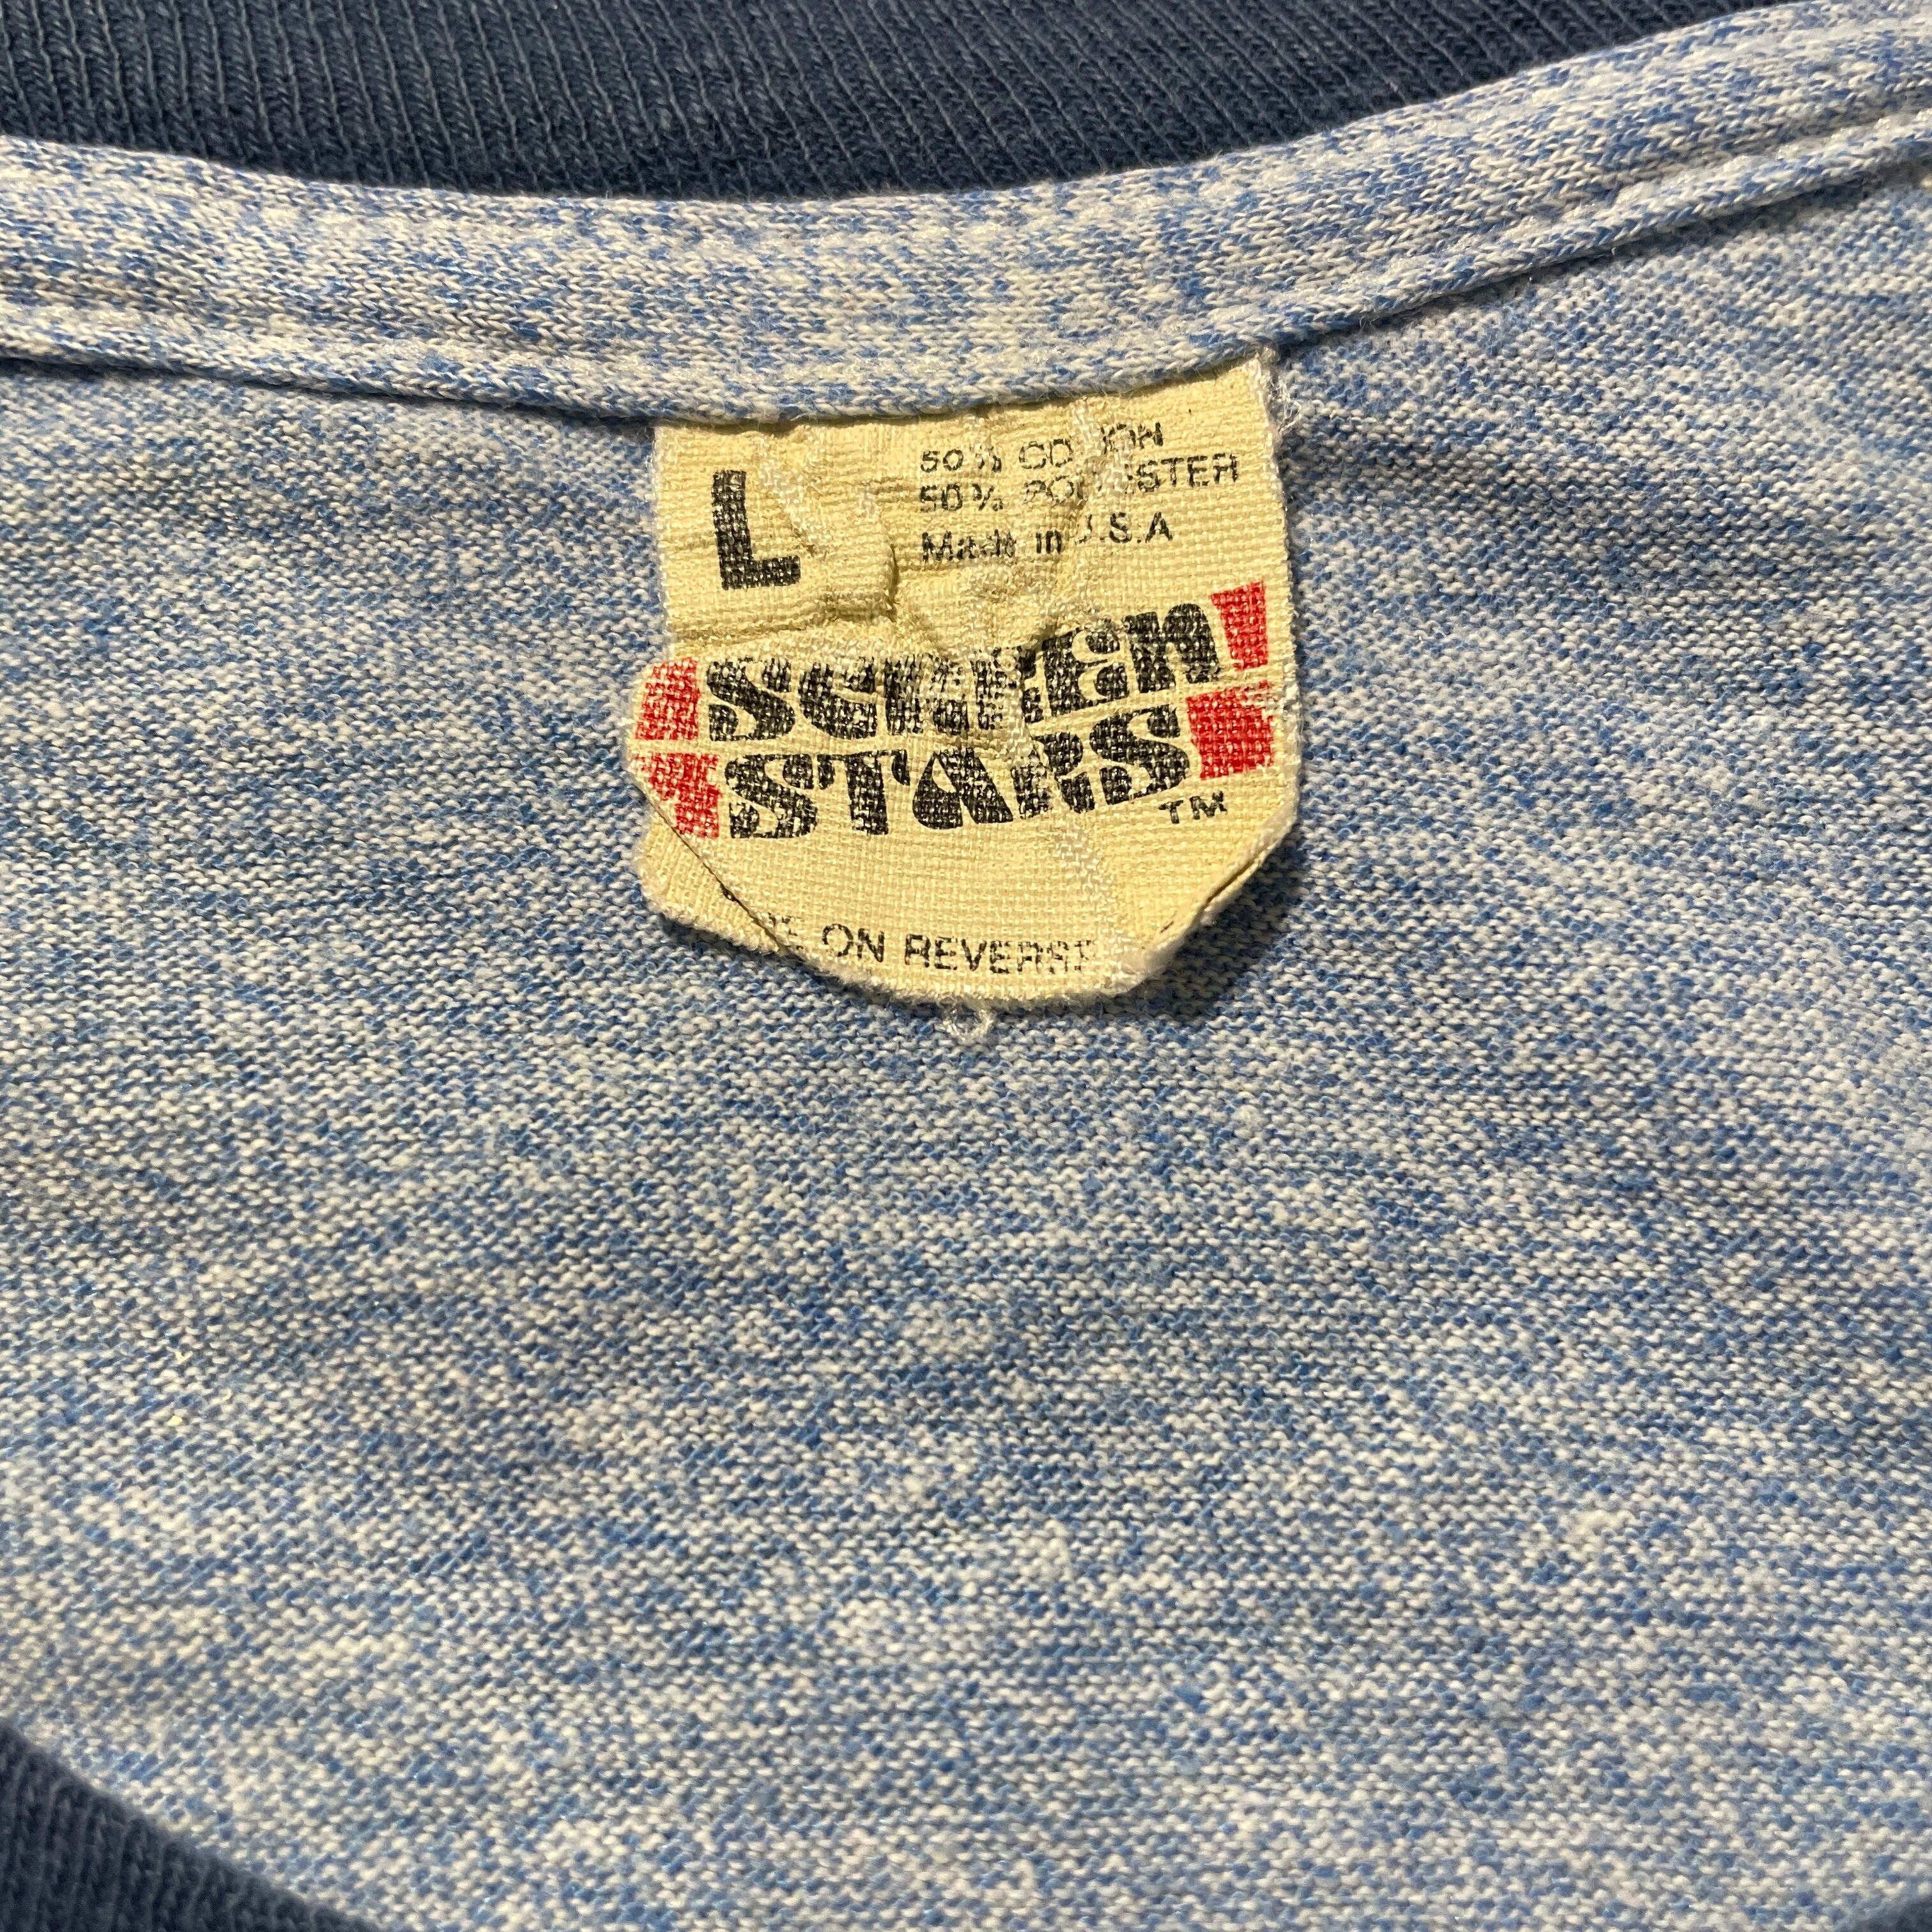 L
50% COTTON
50% POLYESTER
Made in U.S.A
SCREEN
STARS
TM
ON REVERSE